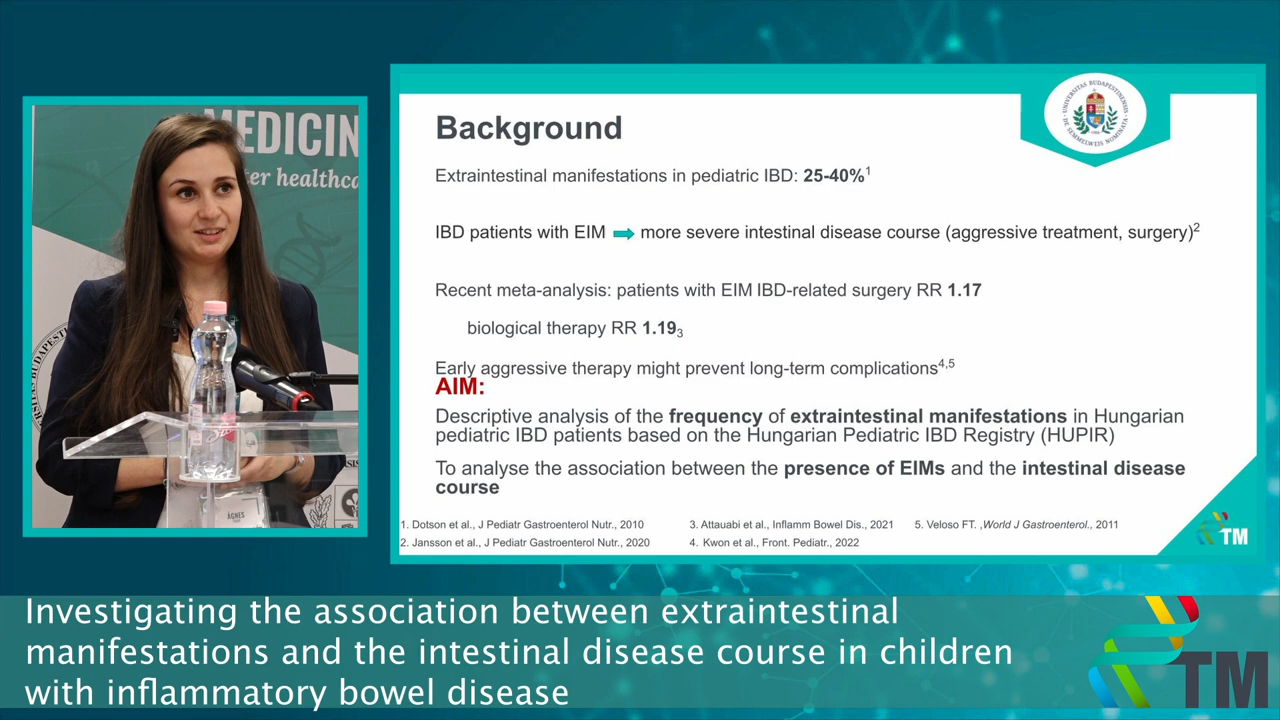 MEDICIN
ter healthca
ÁGNES
Background
Extraintestinal manifestations in pediatric IBD: 25-40%1
IBD patients with EIM more severe intestinal disease course (aggressive treatment, surgery)2
Recent meta-analysis: patients with EIM IBD-related surgery RR 1.17
biological therapy RR 1.193
Early aggressive therapy might prevent long-term complications4,5
AIM:
Descriptive analysis of the frequency of extraintestinal manifestations in Hungarian
pediatric IBD patients based on the Hungarian Pediatric IBD Registry (HUPIR)
To analyse the association between the presence of EIMs and the intestinal disease
course
1. Dotson et al., J Pediatr Gastroenterol Nutr., 2010
2. Jansson et al., J Pediatr Gastroenterol Nutr., 2020
3. Attauabi et al., Inflamm Bowel Dis., 2021
4. Kwon et al., Front. Pediatr., 2022
5. Veloso FT. ,World J Gastroenterol., 2011
TM
Investigating the association between extraintestinal
manifestations and the intestinal disease course in children
with inflammatory bowel disease
TM